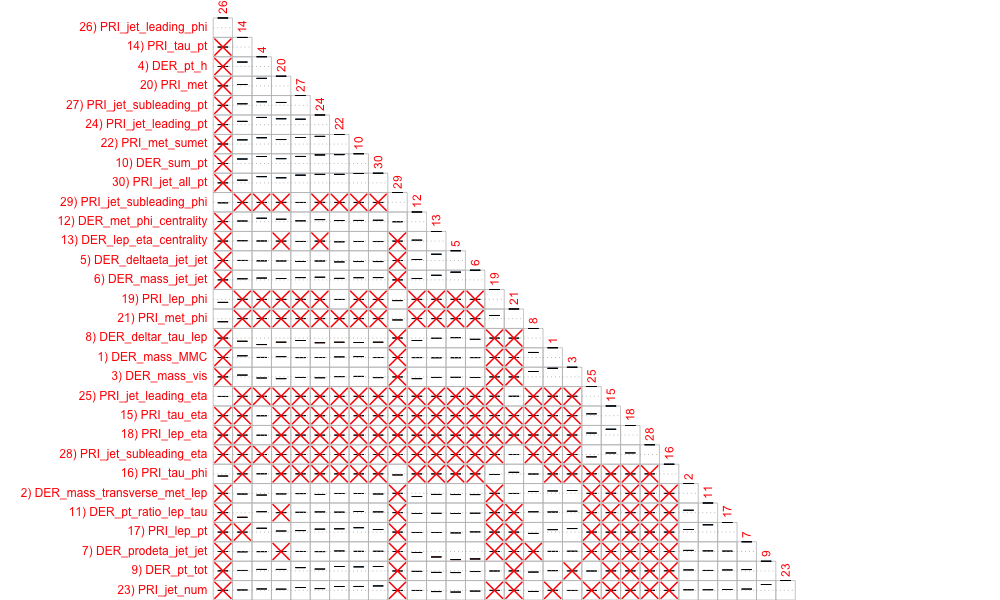 26
26) PRI_jet_leading_phi
14
14) PRI_tau_pt
4
4) DER_pt_h
20
20) PRI_met
27
27) PRI_jet_subleading_pt
24
24) PRI_jet_leading_pt
22
22) PRI_met_sumet
10
10) DER_sum_pt
30
30) PRI_jet_all_pt
29
29) PRI_jet_subleading_phi
12
12) DER_met_phi_centrality
13
13) DER_lep_eta_centrality
5
5) DER_deltaeta_jet_jet
6
6) DER_mass_jet_jet
19
19) PRI_lep_phi
21
21) PRI_met_phi
8
8) DER_deltar_tau_lep
1
1) DER_mass_MMC
3
3) DER_mass_vis
25
25) PRI_jet_leading_eta
15
15) PRI_tau_eta
18
18) PRI_lep_eta
28
28) PRI_jet_subleading_eta
16
16) PRI_tau_phi
2
2) DER_mass_transverse_met_lep
11
11) DER_pt_ratio_lep_tau
17
17) PRI_lep_pt
7
7) DER_prodeta_jet_jet
9
9) DER_pt_tot
23
23) PRI_jet_num